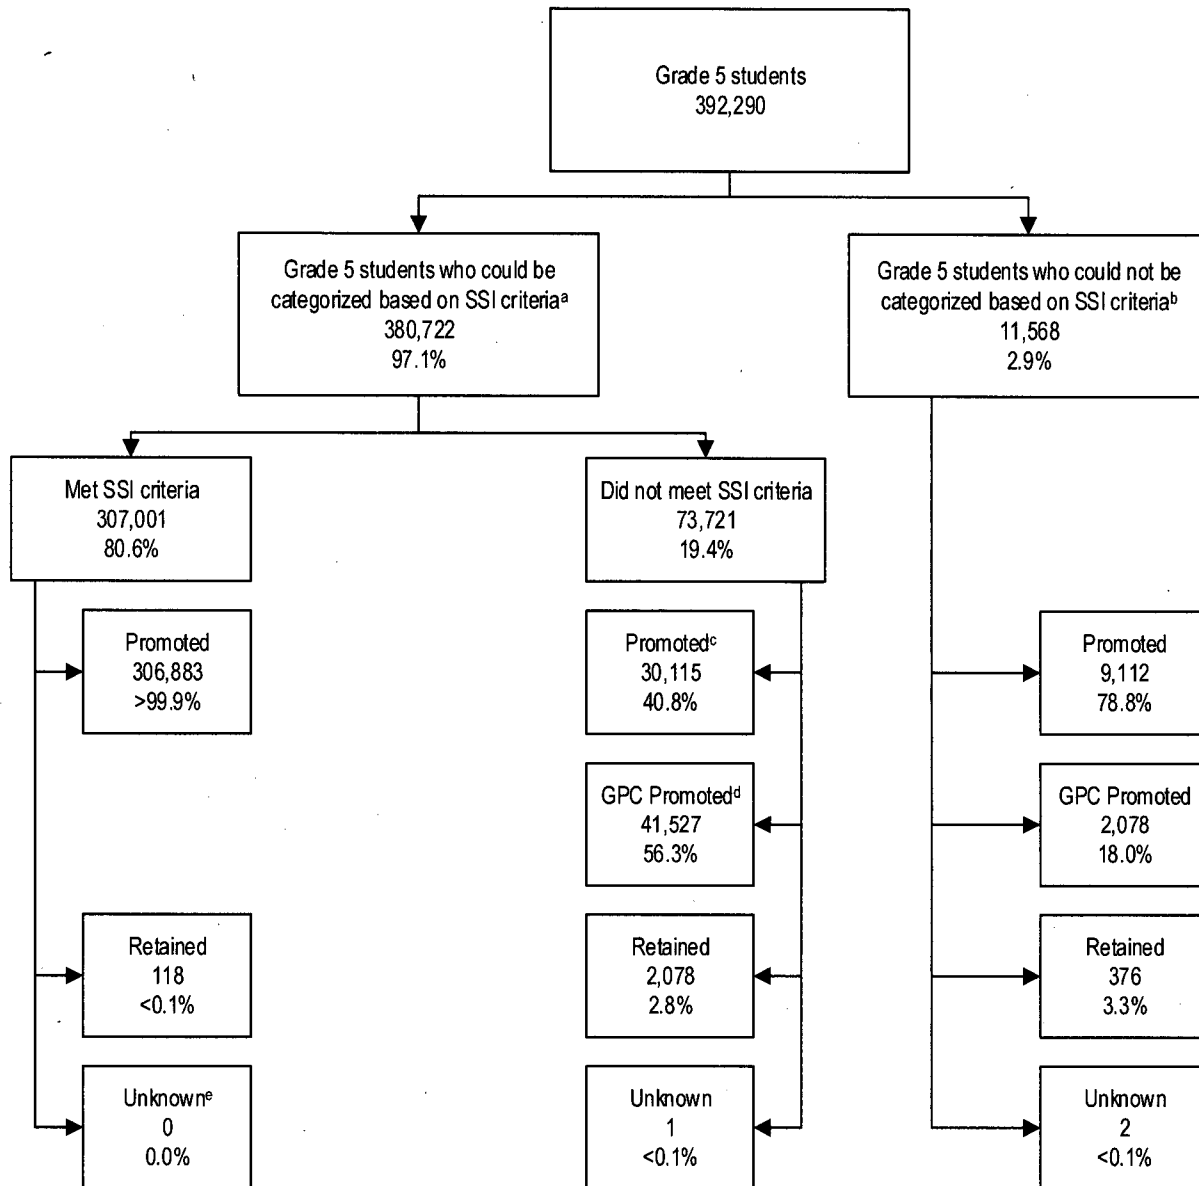 Grade 5 students
392,290
Grade 5 students who could be
categorized based on SSI criteriaᵃ
380,722
97.1%
Grade 5 students who could not be
categorized based on SSI criteriaᵇ
11,568
2.9%
Met SSI criteria
307,001
80.6%
Did not meet SSI criteria
73,721
19.4%
Promoted
306,883
>99.9%
Promotedᶜ
30,115
40.8%
Promoted
9,112
78.8%
GPC Promotedᵈ
41,527
56.3%
GPC Promoted
2,078
18.0%
Retained
118
<0.1%
Retained
2,078
2.8%
Retained
376
3.3%
Unknownᵉ
0
0.0%
Unknown
1
<0.1%
Unknown
2
<0.1%